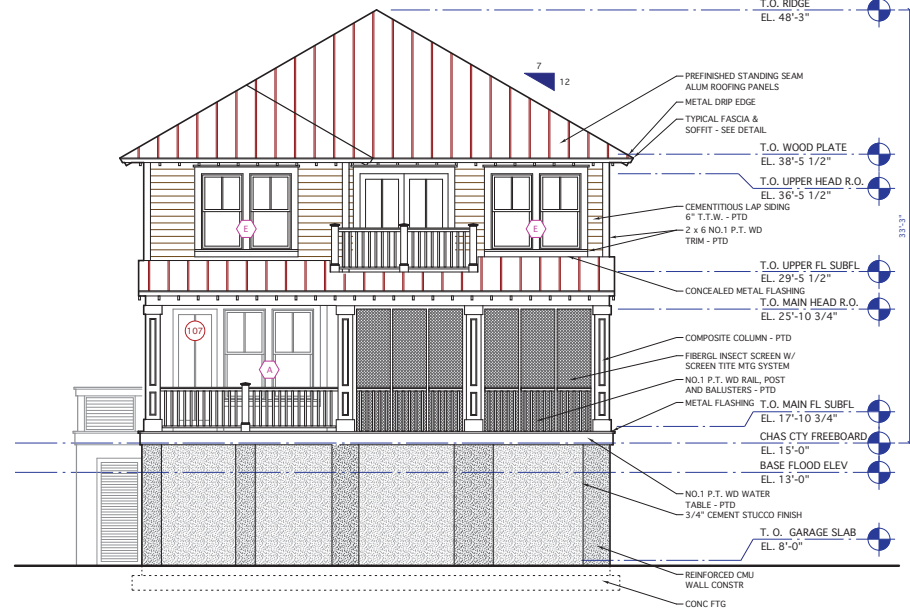 T.O. RIDGE
EL. 48'-3"
7
12
PREFINISHED STANDING SEAM
ALUM ROOFING PANELS
METAL DRIP EDGE
TYPICAL FASCIA &
SOFFIT - SEE DETAIL
T.O. WOOD PLATE
EL. 38'-5 1/2"
T.O. UPPER HEAD R.O.
EL. 36'-5 1/2"
CEMENTITIOUS LAP SIDING
6" T.T.W. - PTD
2 x 6 NO.1 P.T. WD
TRIM - PTD
33'-3"
E
E
T.O. UPPER FL SUBFL
EL. 29'-5 1/2"
CONCEALED METAL FLASHING
T.O. MAIN HEAD R.O.
EL. 25'-10 3/4"
107
A
COMPOSITE COLUMN - PTD
FIBERGL INSECT SCREEN W/
SCREEN TITE MTG SYSTEM
NO.1 P.T. WD RAIL, POST
AND BALUSTERS - PTD
METAL FLASHING
T.O. MAIN FL SUBFL
EL. 17'-10 3/4"
CHAS CTY FREEBOARD
EL. 15'-0"
BASE FLOOD ELEV
EL. 13'-0"
NO.1 P.T. WD WATER
TABLE - PTD
3/4" CEMENT STUCCO FINISH
T. O. GARAGE SLAB
EL. 8'-0"
REINFORCED CMU
WALL CONSTR
CONC FTG